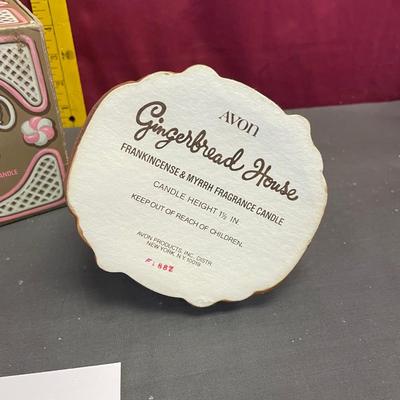 AVON
Gingerbread House
FRANKINCENSE & MYRRH FRAGRANCE CANDLE
CANDLE HEIGHT 1½ IN
KEEP OUT OF REACH OF CHILDREN.
AVON PRODUCTS, INC. DISTR.
NEW YORK, N.Y. 10019
CANDLE